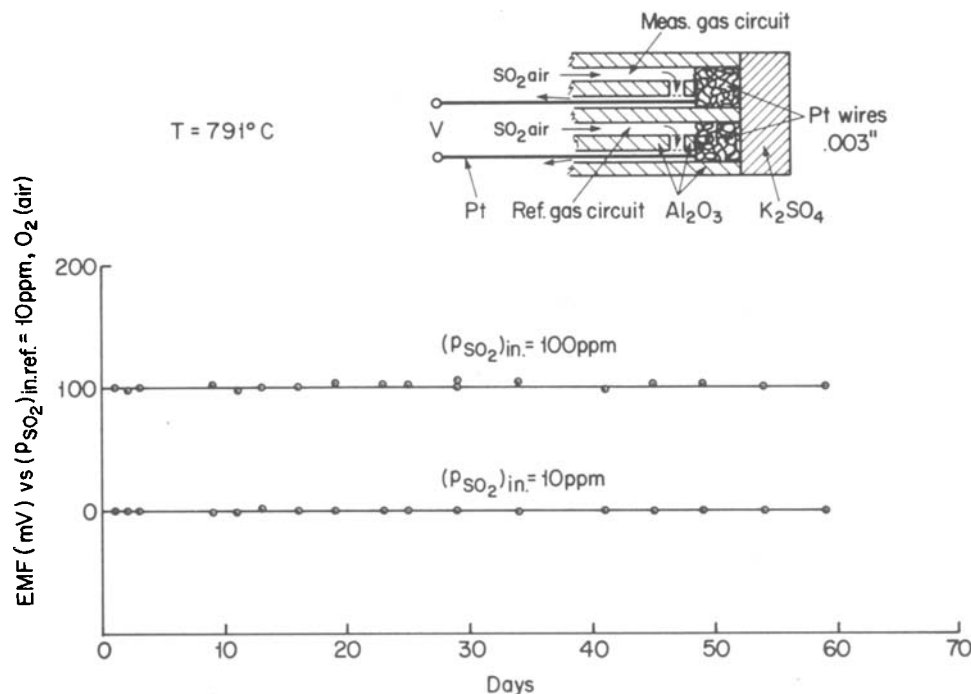 Meas. gas circuit
SO2 air
T = 791° C
V
SO2 air
Pt wires
.003"
Pt
Ref. gas circuit
Al2O3
K2SO4
EMF (mV) vs (PSO2)in.ref. = 10ppm, O2 (air)
200
(PSO2)in. = 100ppm
100
(PSO2)in. = 10ppm
0
0 10 20 30 40 50 60 70
Days